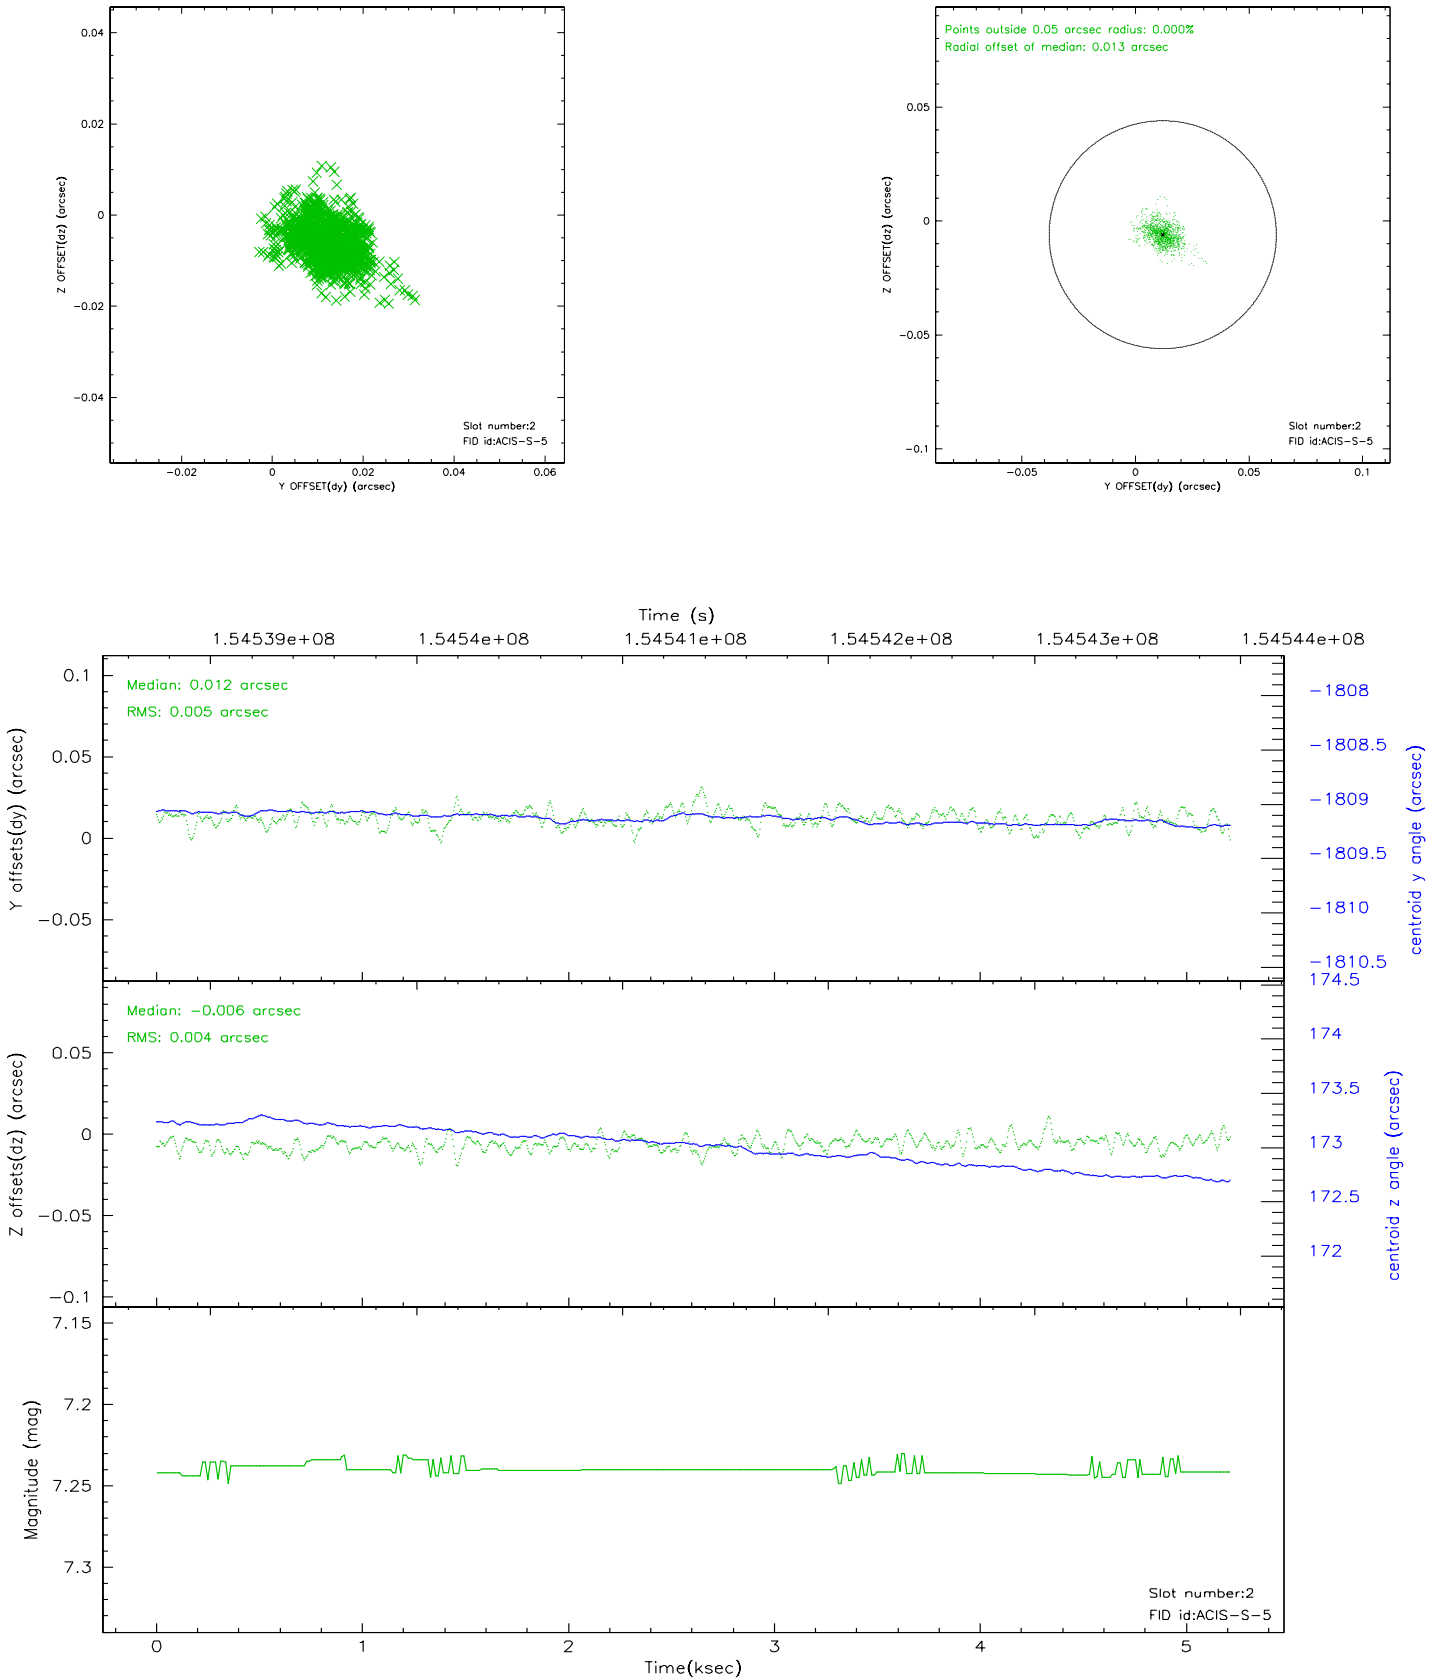 0.04
0.02
0
−0.02
−0.04
Z OFFSET(dz) (arcsec)
−0.02
0
0.02
0.04
0.06
Y OFFSET(dy) (arcsec)
Slot number:2
FID id:ACIS−S−5
Points outside 0.05 arcsec radius: 0.000%
Radial offset of median: 0.013 arcsec
0.05
0
−0.05
−0.1
Z OFFSET(dz) (arcsec)
−0.05
0
0.05
0.1
Y OFFSET(dy) (arcsec)
Slot number:2
FID id:ACIS−S−5
Time (s)
1.54539e+08
1.5454e+08
1.54541e+08
1.54542e+08
1.54543e+08
1.54544e+08
Median: 0.012 arcsec
RMS: 0.005 arcsec
0.1
0.05
0
−0.05
Y offsets(dy) (arcsec)
−1808
−1808.5
−1809
−1809.5
−1810
−1810.5
centroid y angle (arcsec)
Median: −0.006 arcsec
RMS: 0.004 arcsec
0.05
0
−0.05
−0.1
Z offsets(dz) (arcsec)
174.5
174
173.5
173
172.5
172
centroid z angle (arcsec)
7.15
7.2
7.25
7.3
Magnitude (mag)
Slot number:2
FID id:ACIS−S−5
0
1
2
3
4
5
Time(ksec)